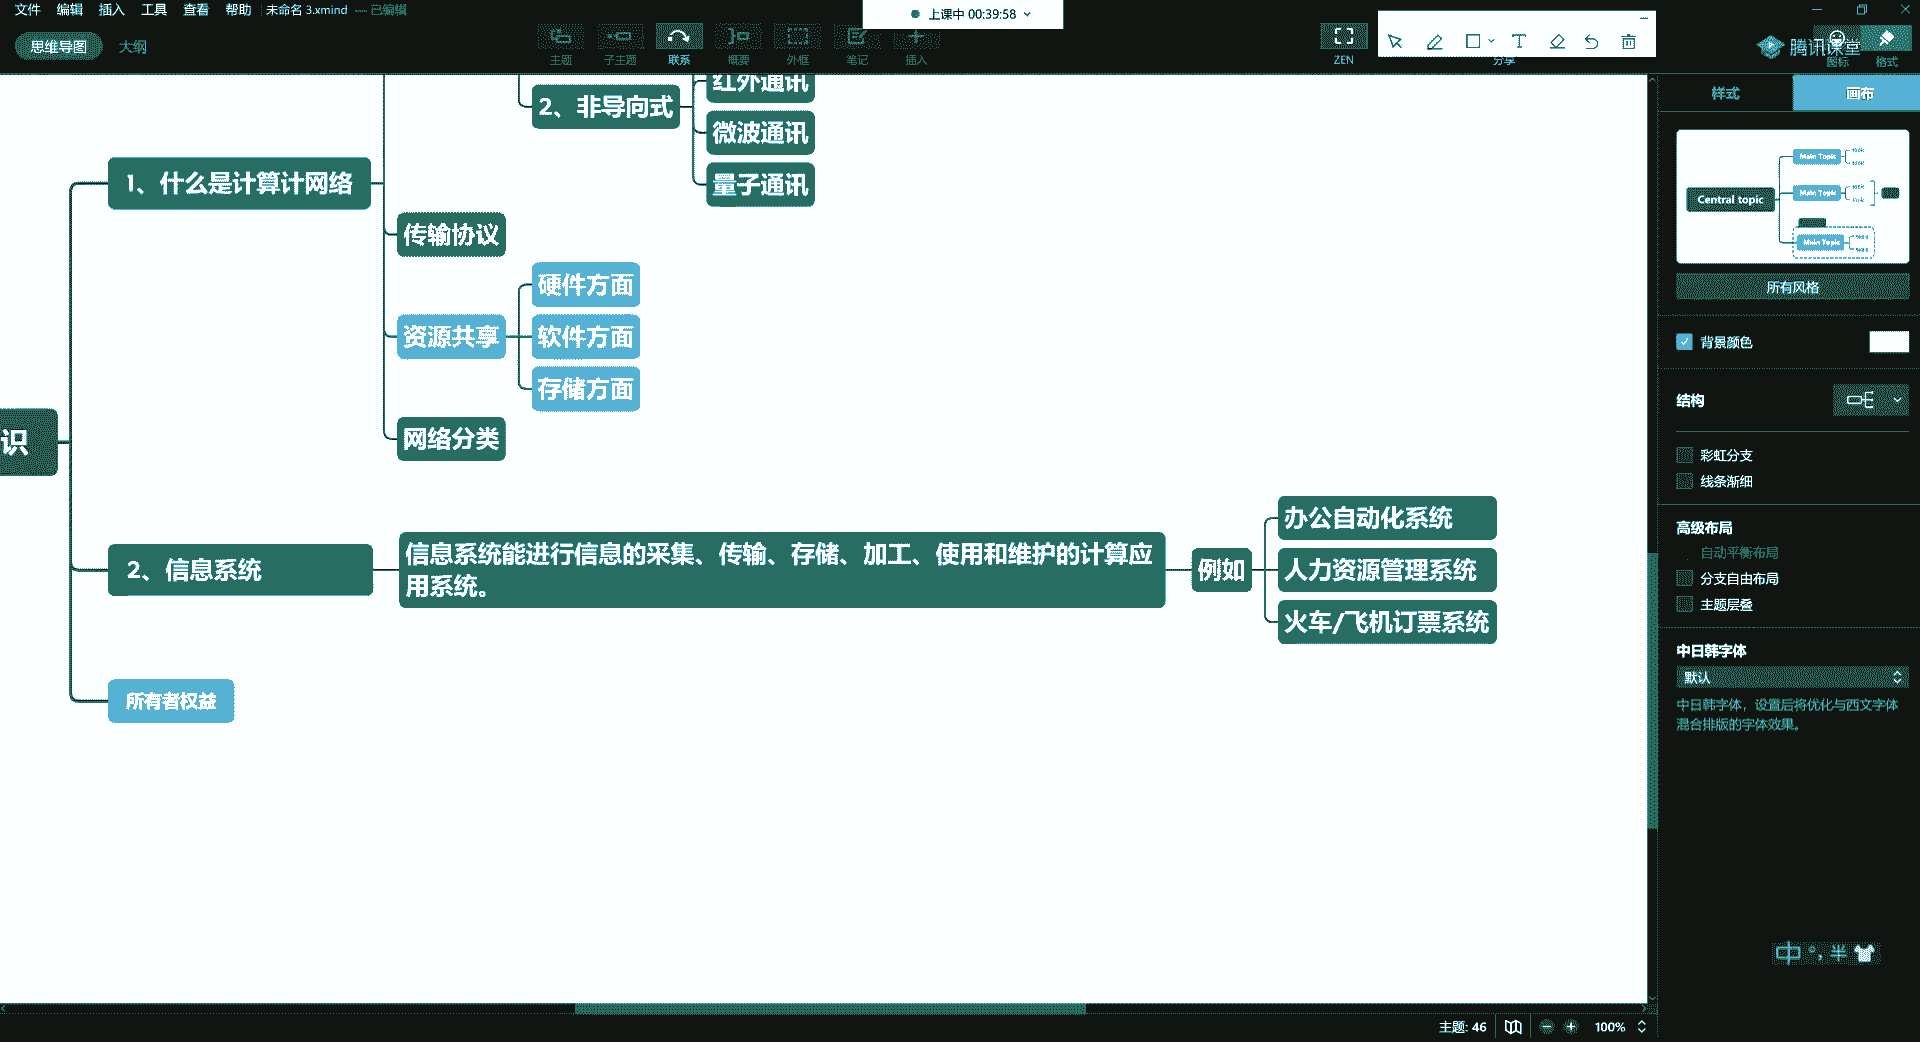 文件 编辑 插入 工具 查看 帮助 未命名 3.xmind — 已编辑
上课中 00:39:58
思维导图 大纲
主题 子主题 联系 概要 外框 笔记 插入
ZEN 分享 图标 格式
腾讯课堂
样式 画布
红外通讯
2、非导向式
微波通讯
量子通讯
1、什么是计算计网络
传输协议
硬件方面
资源共享
软件方面
存储方面
网络分类
识
2、信息系统
信息系统能进行信息的采集、传输、存储、加工、使用和维护的计算应
用系统。
例如
办公自动化系统
人力资源管理系统
火车/飞机订票系统
所有者权益
Central topic
Main Topic
Main Topic
Main Topic
所有风格
背景颜色
结构
彩虹分支
线条渐细
高级布局
自动平衡布局
分支自由布局
主题层叠
中日韩字体
默认
中日韩字体，设置后将优化与西文字体
混合排版的字体效果。
中 °, 半
主题: 46
100%